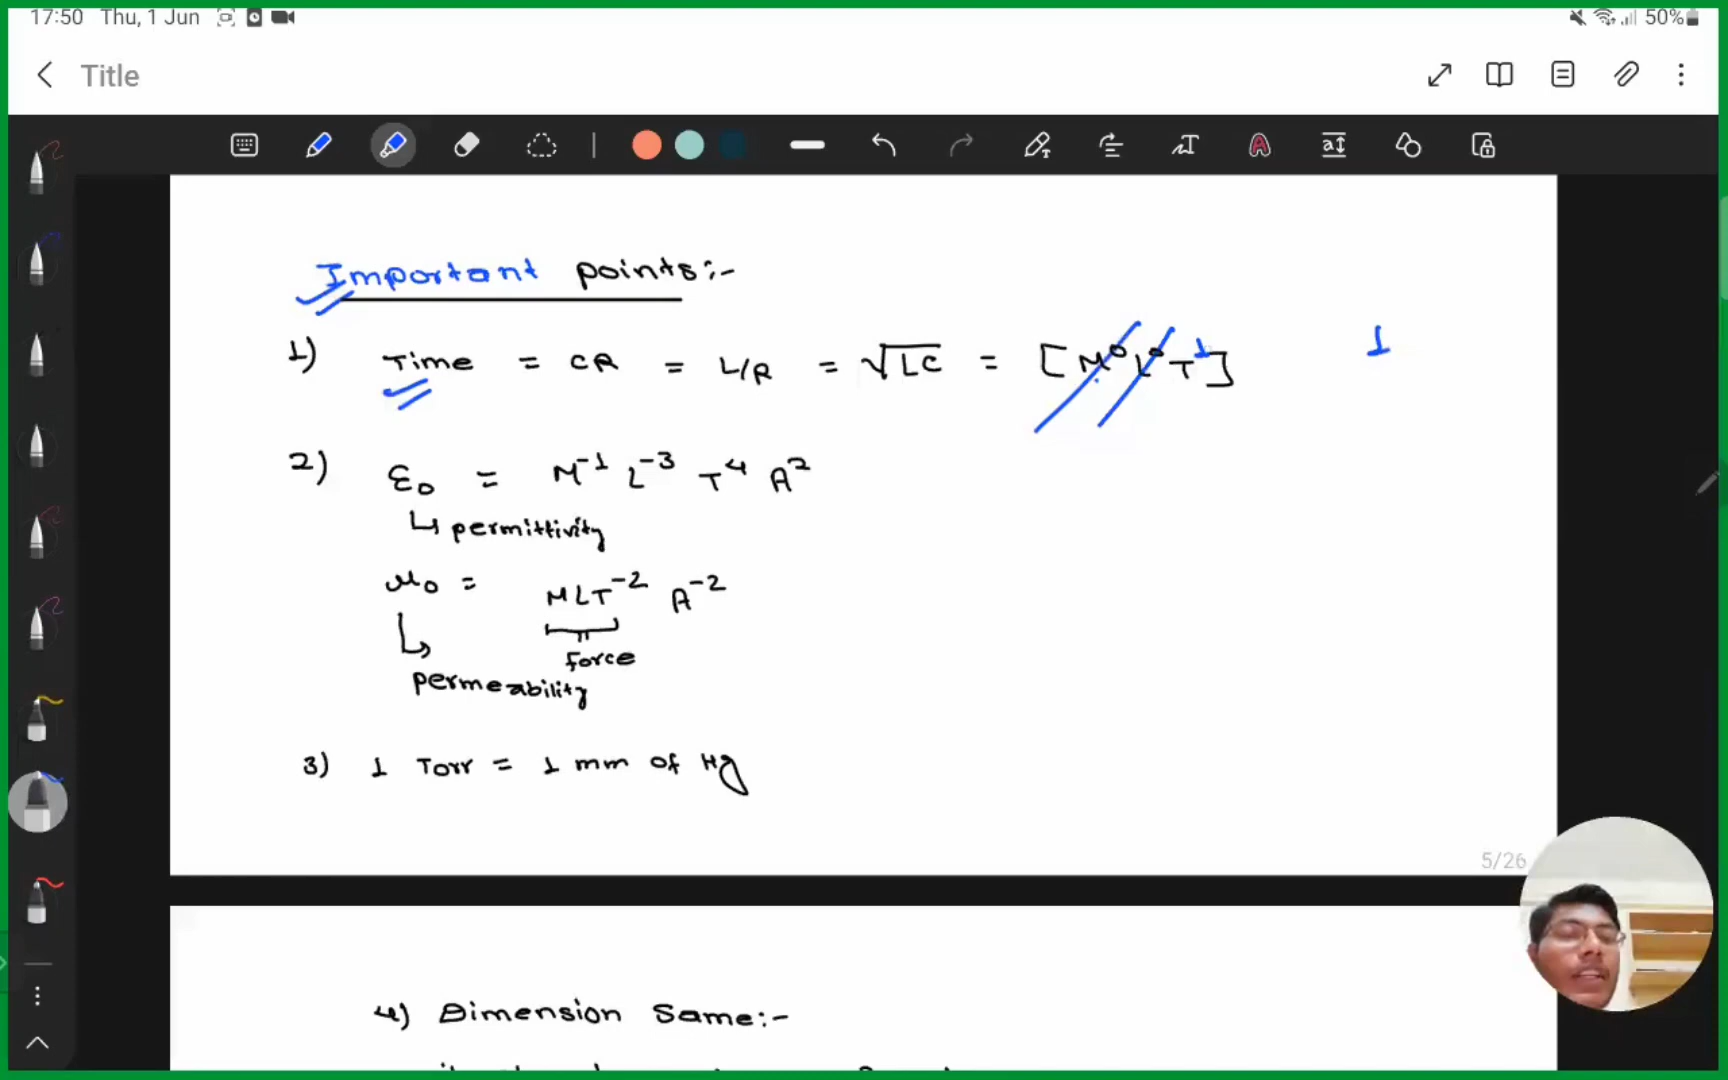 17:50 Thu, 1 Jun 50%
Title
Important points:-
1) Time = CR = L/R = √LC = [M⁰L⁰T¹] 1
2) ε₀ = M⁻¹ L⁻³ T⁴ A²
↳ permittivity
μ₀ = MLT⁻² A⁻²
force
↳ permeability
3) 1 Torr = 1 mm of Hg
5/26
4) Dimension Same:-